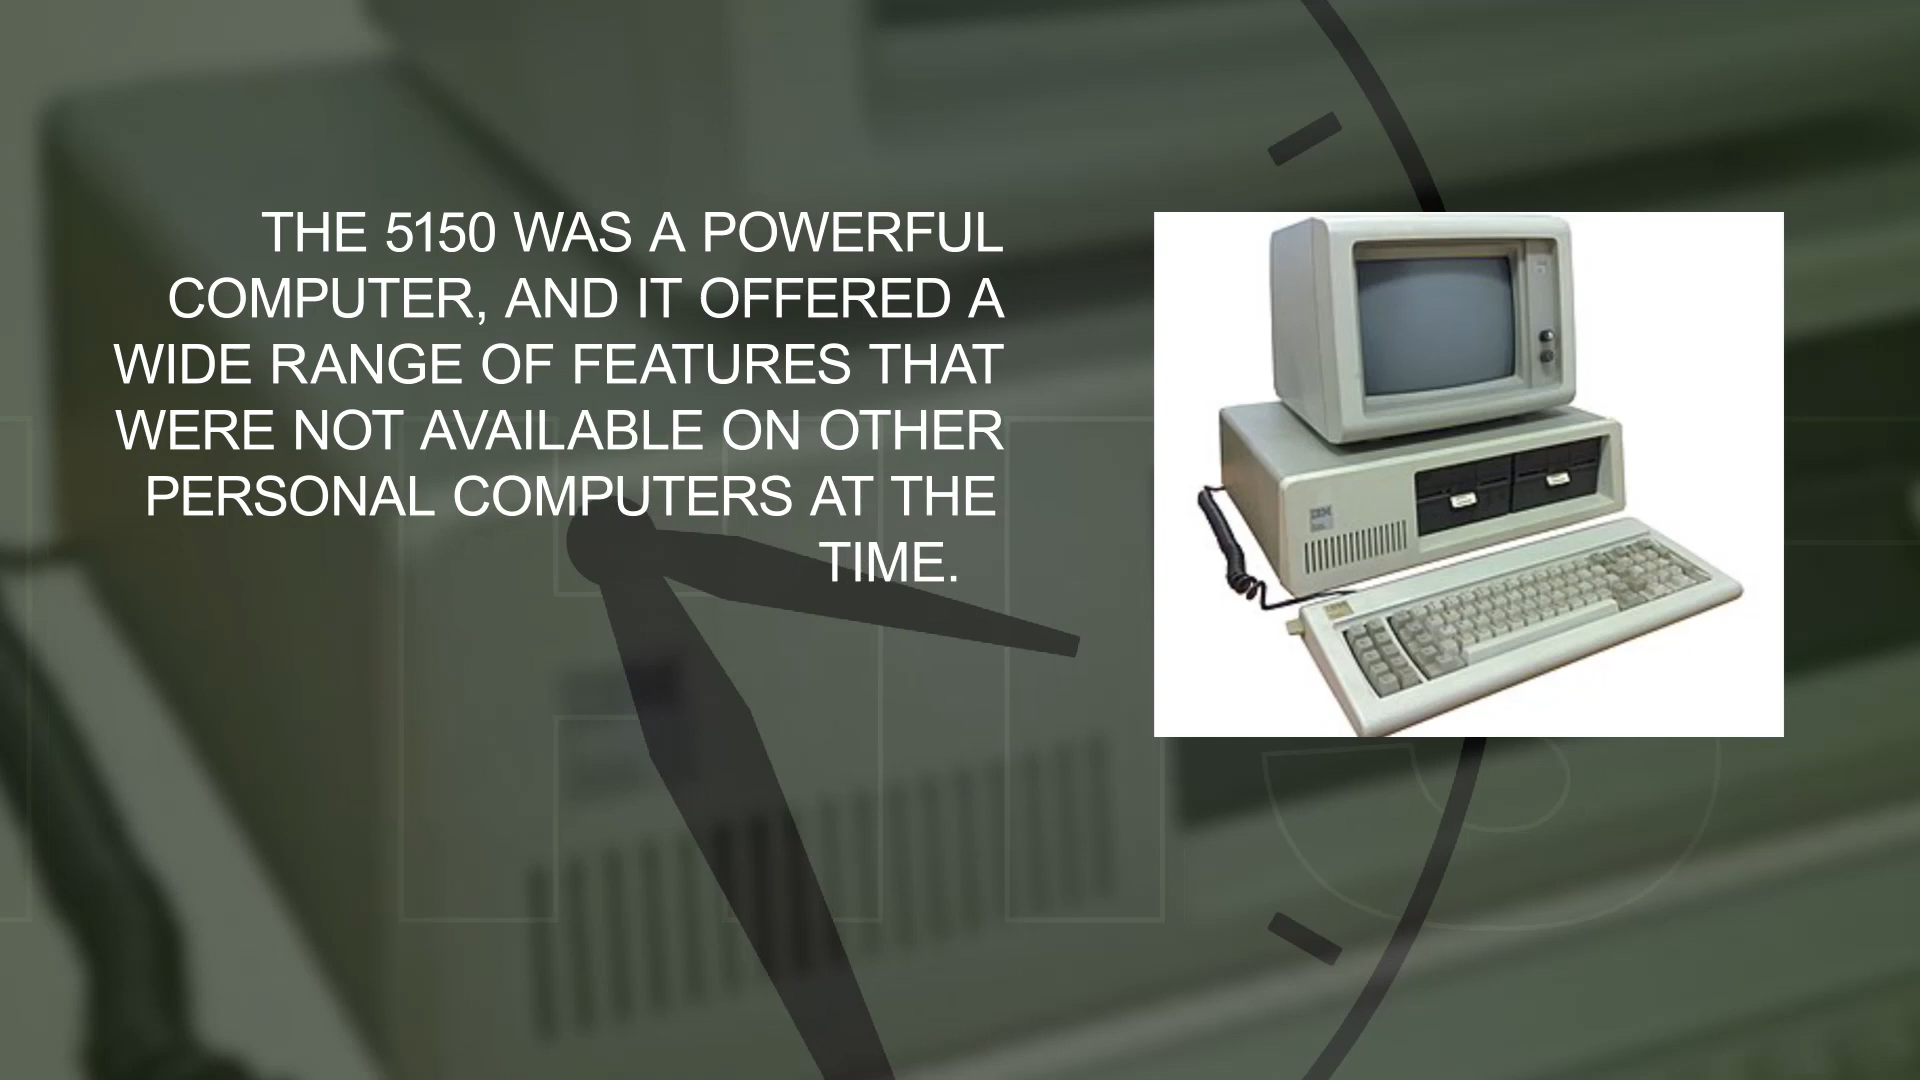 THE 5150 WAS A POWERFUL
COMPUTER, AND IT OFFERED A
WIDE RANGE OF FEATURES THAT
WERE NOT AVAILABLE ON OTHER
PERSONAL COMPUTERS AT THE
TIME.
IBM